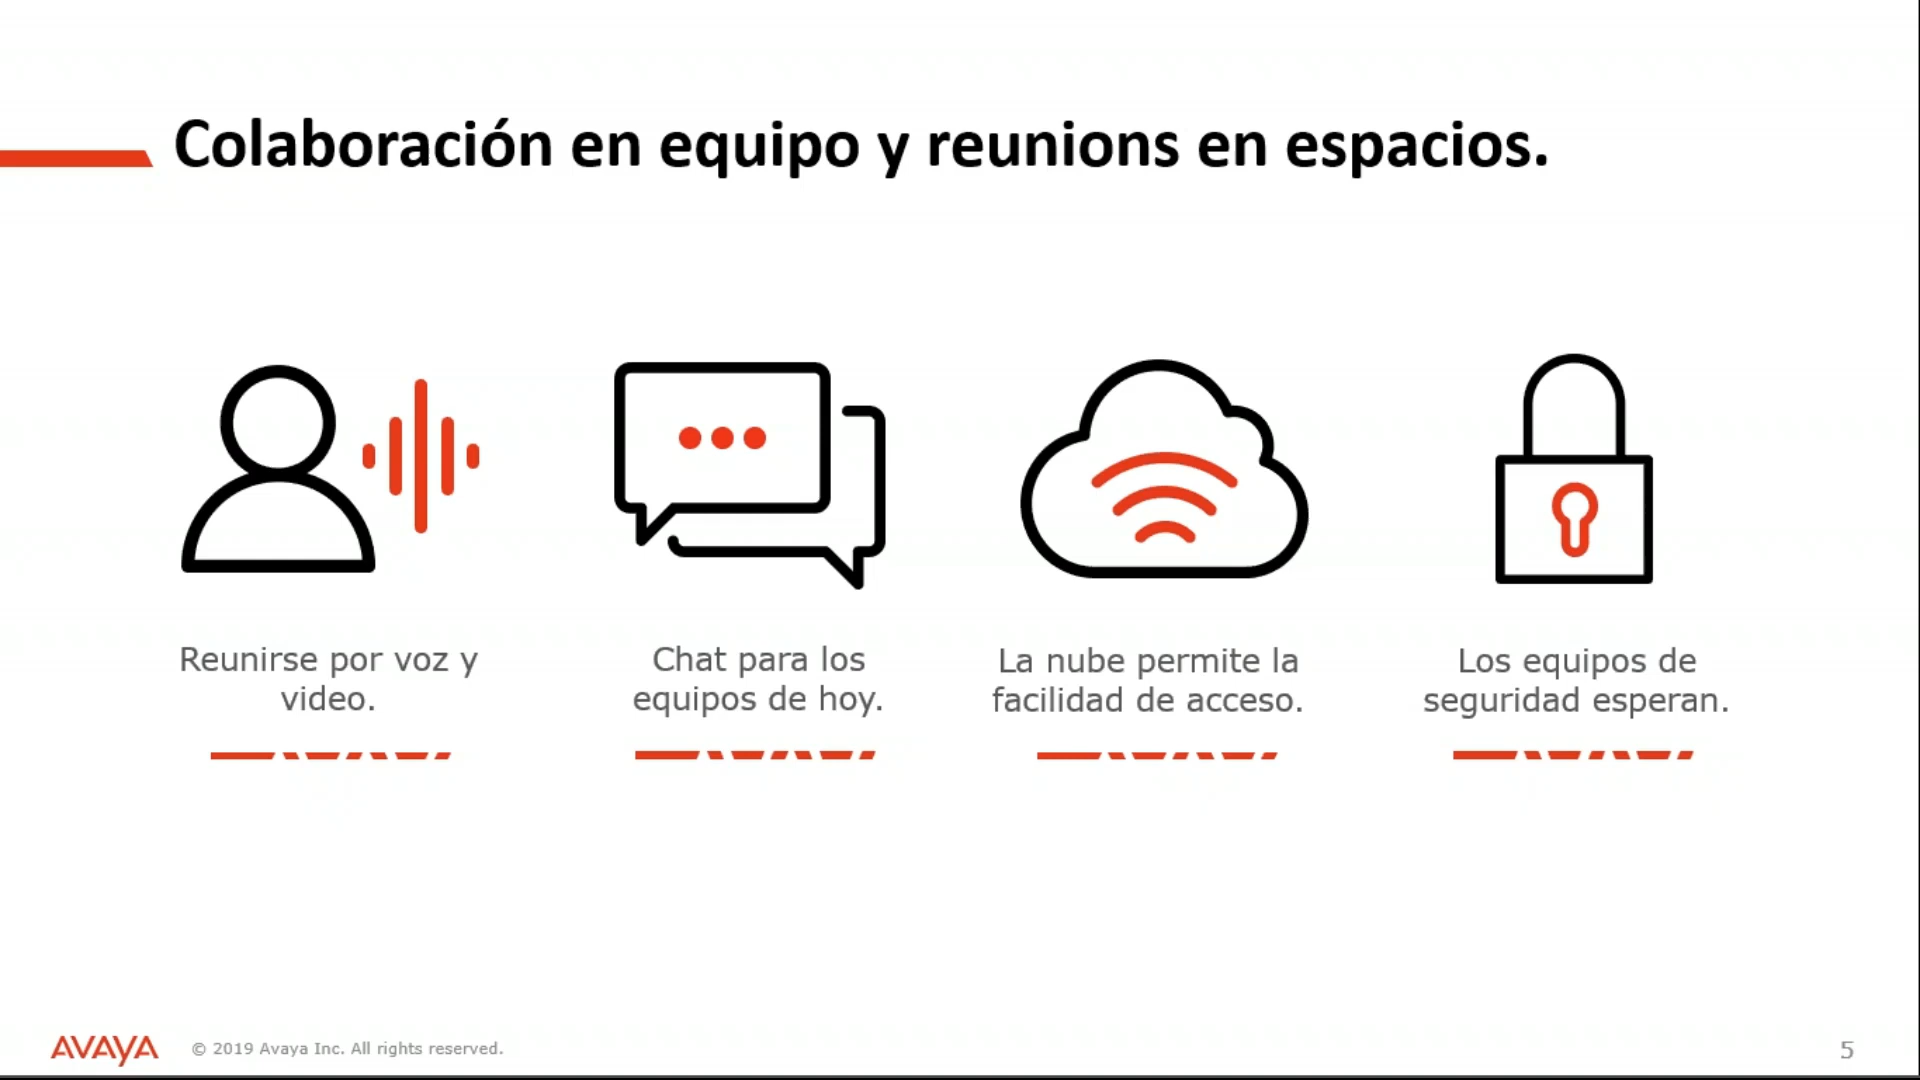 Colaboración en equipo y reunions en espacios.
Reunirse por voz y
video.
Chat para los
equipos de hoy.
La nube permite la
facilidad de acceso.
Los equipos de
seguridad esperan.
AVAYA © 2019 Avaya Inc. All rights reserved. 5